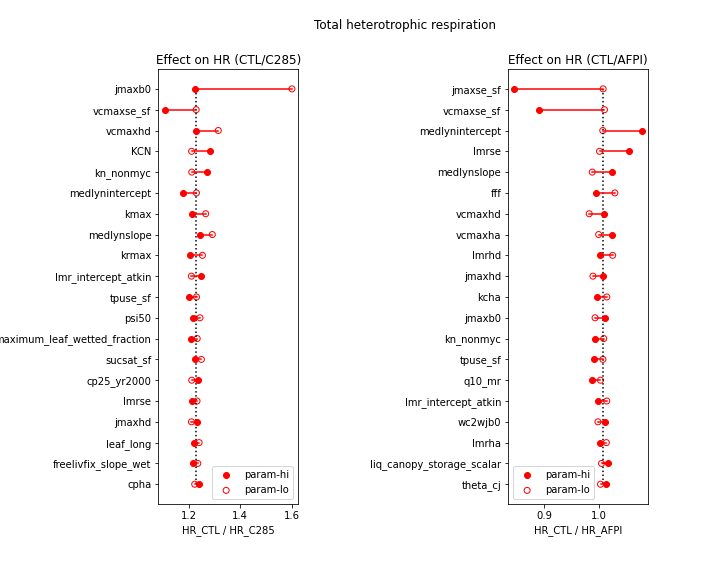 Total heterotrophic respiration
Effect on HR (CTL/C285)
jmaxb0
vcmaxse_sf
vcmaxhd
KCN
kn_nonmyc
medlynintercept
kmax
medlynslope
krmax
lmr_intercept_atkin
tpuse_sf
psi50
naximum_leaf_wetted_fraction
sucsat_sf
cp25_yr2000
lmrse
jmaxhd
leaf_long
freelivfix_slope_wet
cpha
param-hi
param-lo
1.2 1.4 1.6
HR_CTL / HR_C285
Effect on HR (CTL/AFPI)
jmaxse_sf
vcmaxse_sf
medlynintercept
lmrse
medlynslope
fff
vcmaxhd
vcmaxha
lmrhd
jmaxhd
kcha
jmaxb0
kn_nonmyc
tpuse_sf
q10_mr
lmr_intercept_atkin
wc2wjb0
lmrha
liq_canopy_storage_scalar
theta_cj
param-hi
param-lo
0.9 1.0
HR_CTL / HR_AFPI